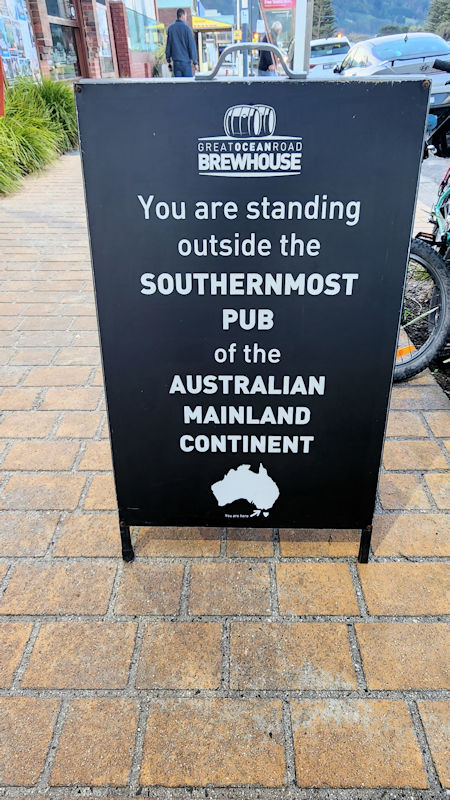 GREATOCEANROAD
BREWHOUSE
You are standing
outside the
SOUTHERNMOST
PUB
of the
AUSTRALIAN
MAINLAND
CONTINENT
You are here